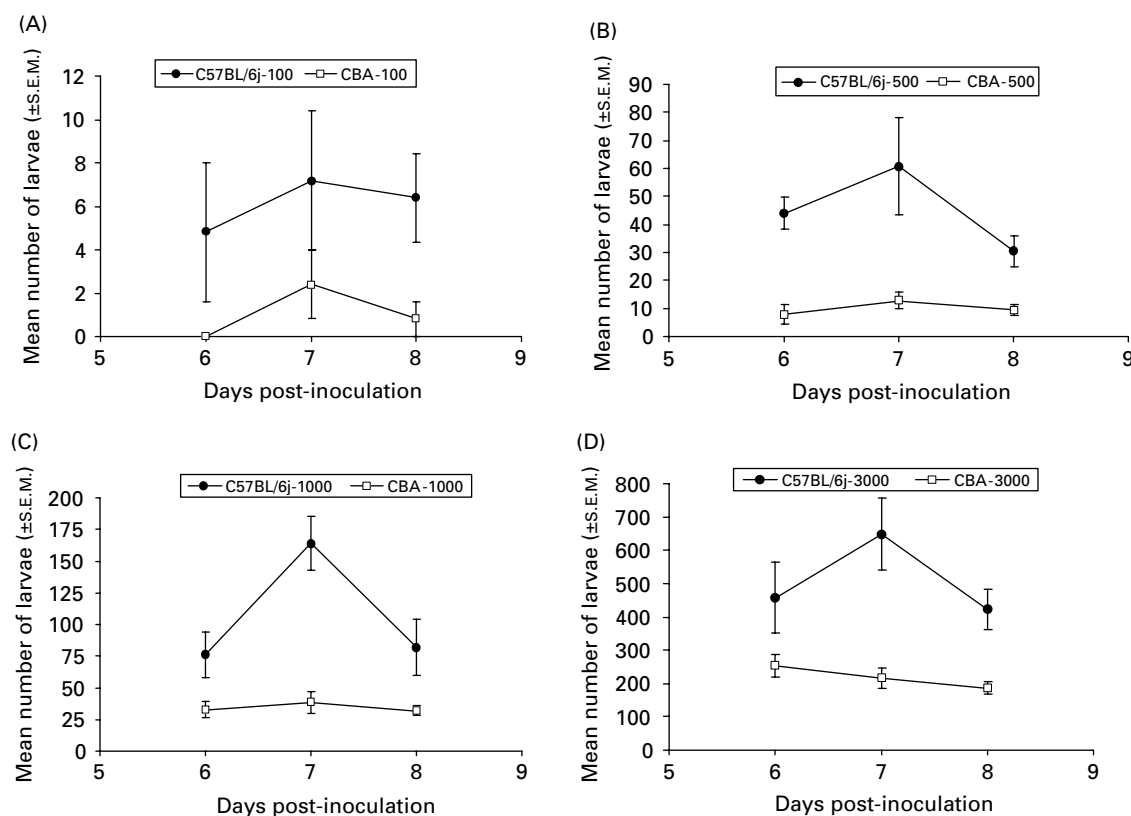 (A)
C57BL/6j-100 CBA-100
Mean number of larvae (±S.E.M.)
12
10
8
6
4
2
0
5 6 7 8 9
Days post-inoculation
(B)
C57BL/6j-500 CBA-500
Mean number of larvae (±S.E.M.)
90
80
70
60
50
40
30
20
10
0
5 6 7 8 9
Days post-inoculation
(C)
C57BL/6j-1000 CBA-1000
Mean number of larvae (±S.E.M.)
200
175
150
125
100
75
50
25
0
5 6 7 8 9
Days post-inoculation
(D)
C57BL/6j-3000 CBA-3000
Mean number of larvae (±S.E.M.)
800
700
600
500
400
300
200
100
0
5 6 7 8 9
Days post-inoculation